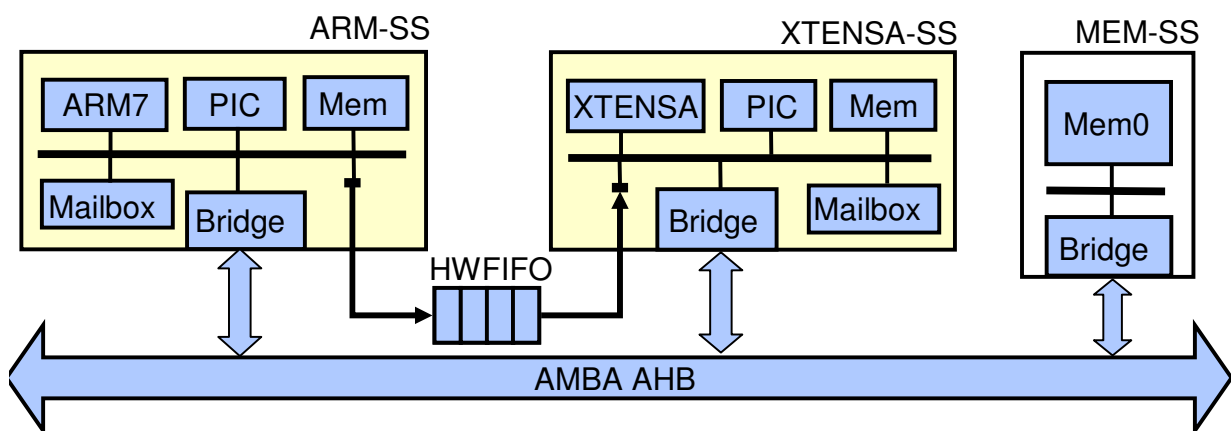 ARM-SS
XTENSA-SS
MEM-SS
ARM7
PIC
Mem
XTENSA
PIC
Mem
Mem0
Mailbox
Bridge
Bridge
Mailbox
Bridge
HWFIFO
AMBA AHB